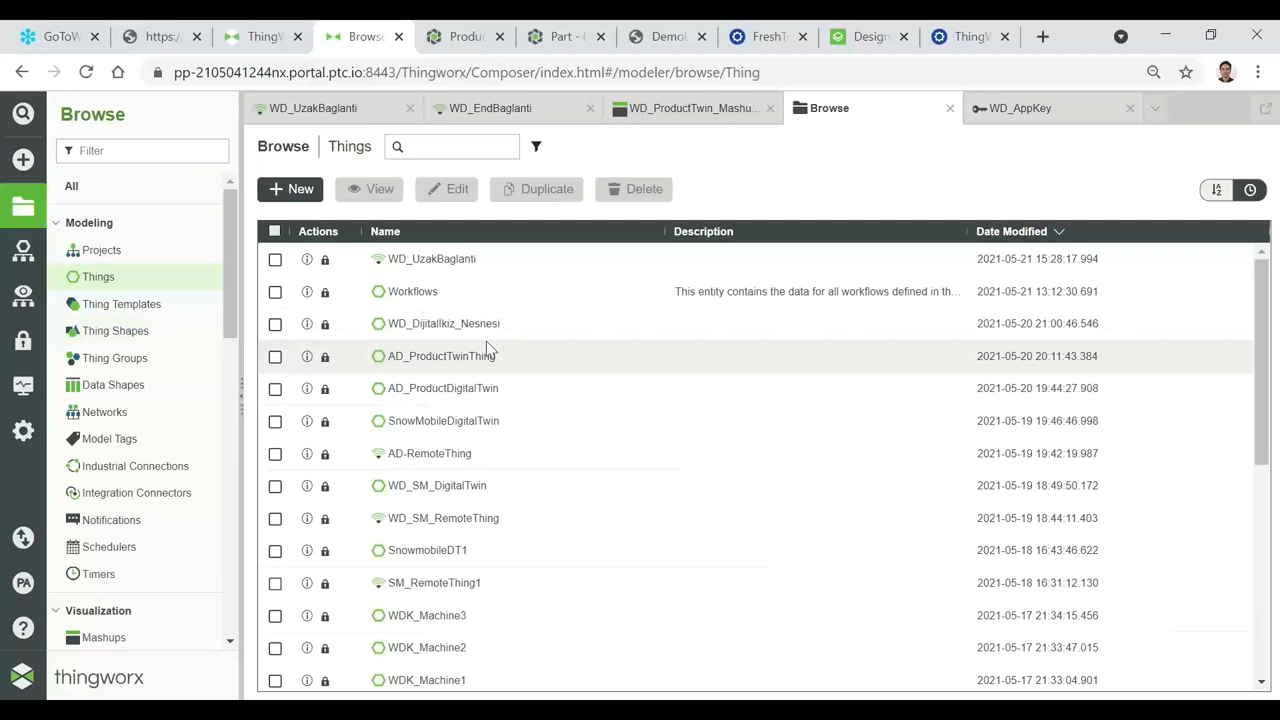 GoToW
https:/
ThingW
Browse
Produc
Part - (
DemoL
FreshT
Design
ThingW
pp-2105041244nx.portal.ptc.io:8443/Thingworx/Composer/index.html#/modeler/browse/Thing
Browse
WD_UzakBaglanti
WD_EndBaglanti
WD_ProductTwin_Mashu...
Browse
WD_AppKey
Filter
Browse
Things
All
New
View
Edit
Duplicate
Delete
Modeling
Projects
Things
Thing Templates
Thing Shapes
Thing Groups
Data Shapes
Networks
Model Tags
Industrial Connections
Integration Connectors
Notifications
Schedulers
Timers
Visualization
Mashups
PA
thingworx
Actions Name Description Date Modified
WD_UzakBaglanti 2021-05-21 15:28:17.994
Workflows This entity contains the data for all workflows defined in th... 2021-05-21 13:12:30.691
WD_DijitalIkiz_Nesnesi 2021-05-20 21:00:46.546
AD_ProductTwinThing 2021-05-20 20:11:43.384
AD_ProductDigitalTwin 2021-05-20 19:44:27.908
SnowMobileDigitalTwin 2021-05-19 19:46:46.998
AD-RemoteThing 2021-05-19 19:42:19.987
WD_SM_DigitalTwin 2021-05-19 18:49:50.172
WD_SM_RemoteThing 2021-05-19 18:44:11.403
SnowmobileDT1 2021-05-18 16:43:46.622
SM_RemoteThing1 2021-05-18 16:31:12.130
WDK_Machine3 2021-05-17 21:34:15.456
WDK_Machine2 2021-05-17 21:33:47.015
WDK_Machine1 2021-05-17 21:33:04.901